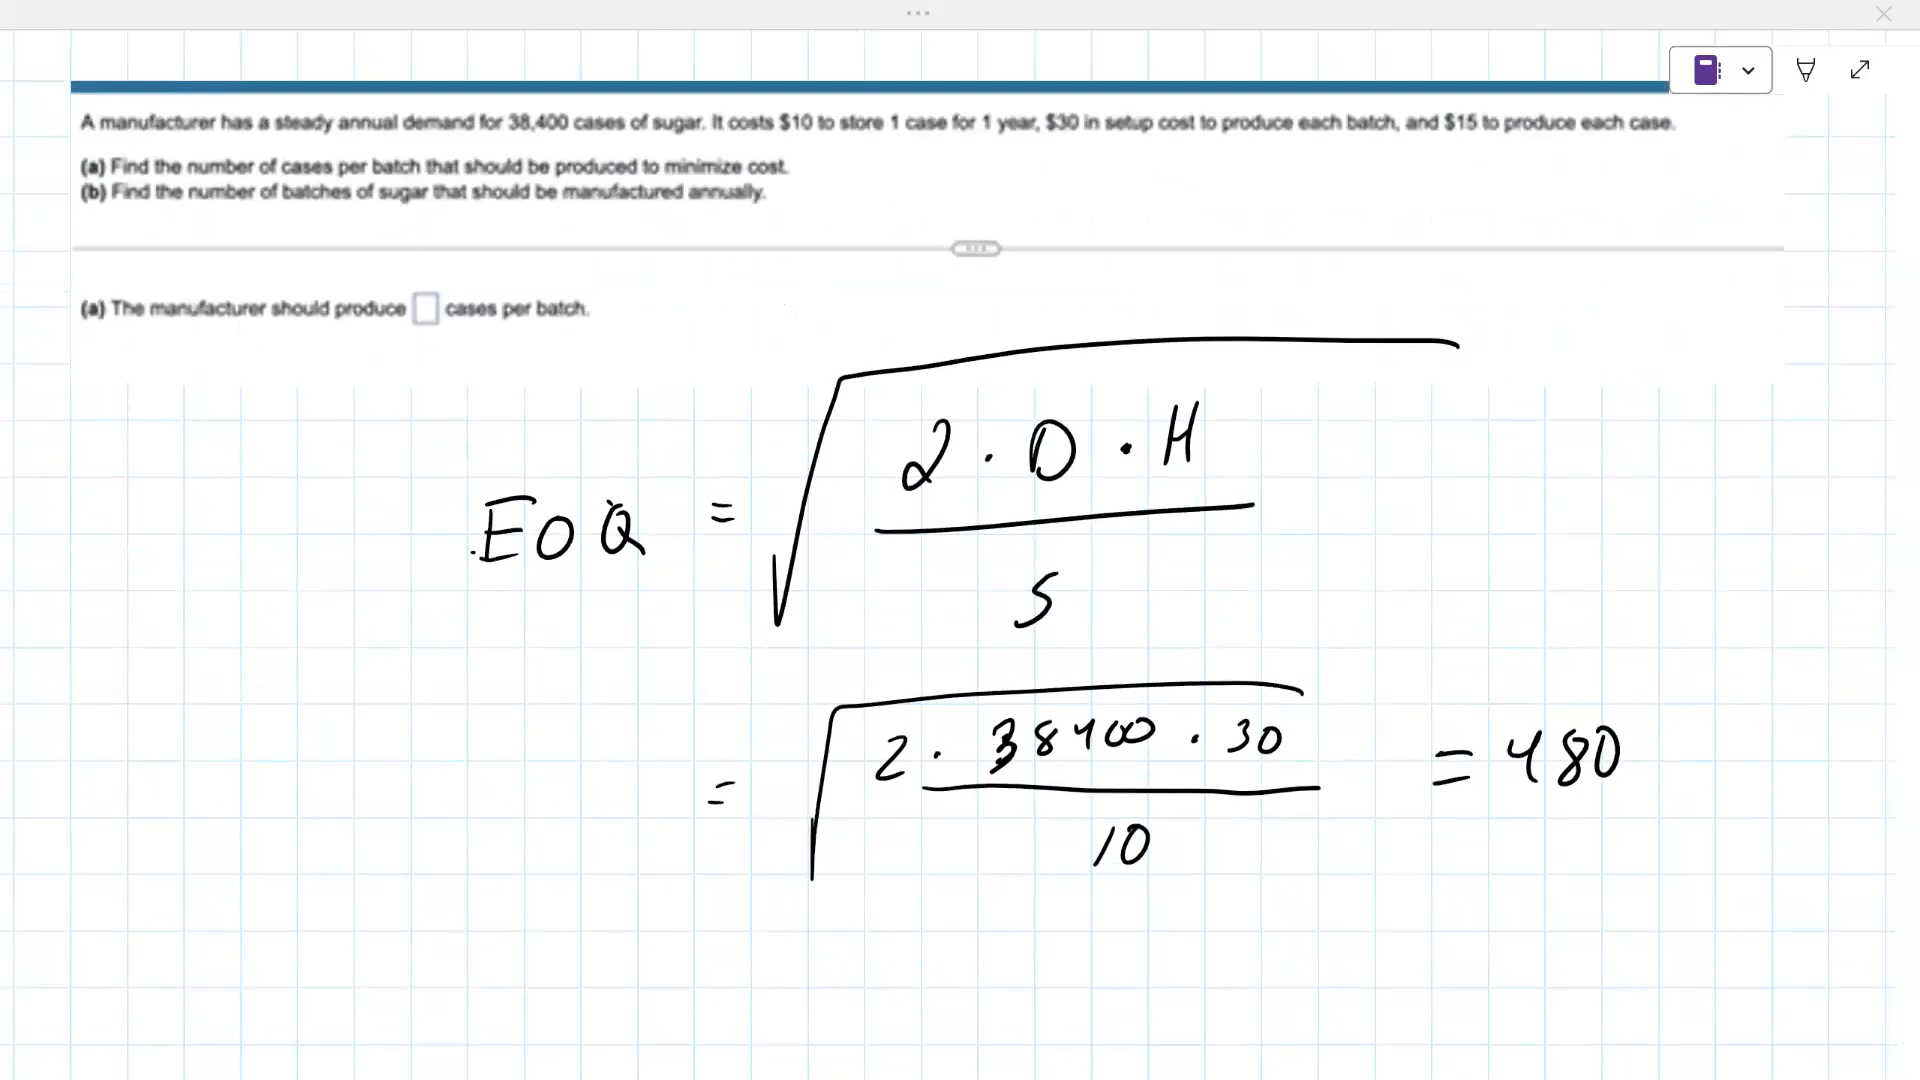 A manufacturer has a steady annual demand for 38,400 cases of sugar. It costs $10 to store 1 case for 1 year, $30 in setup cost to produce each batch, and $15 to produce each case.
(a) Find the number of cases per batch that should be produced to minimize cost.
(b) Find the number of batches of sugar that should be manufactured annually.
(a) The manufacturer should produce cases per batch.
2 · D · H
EOQ =
S
2 · 38400 · 30
= = 480
10